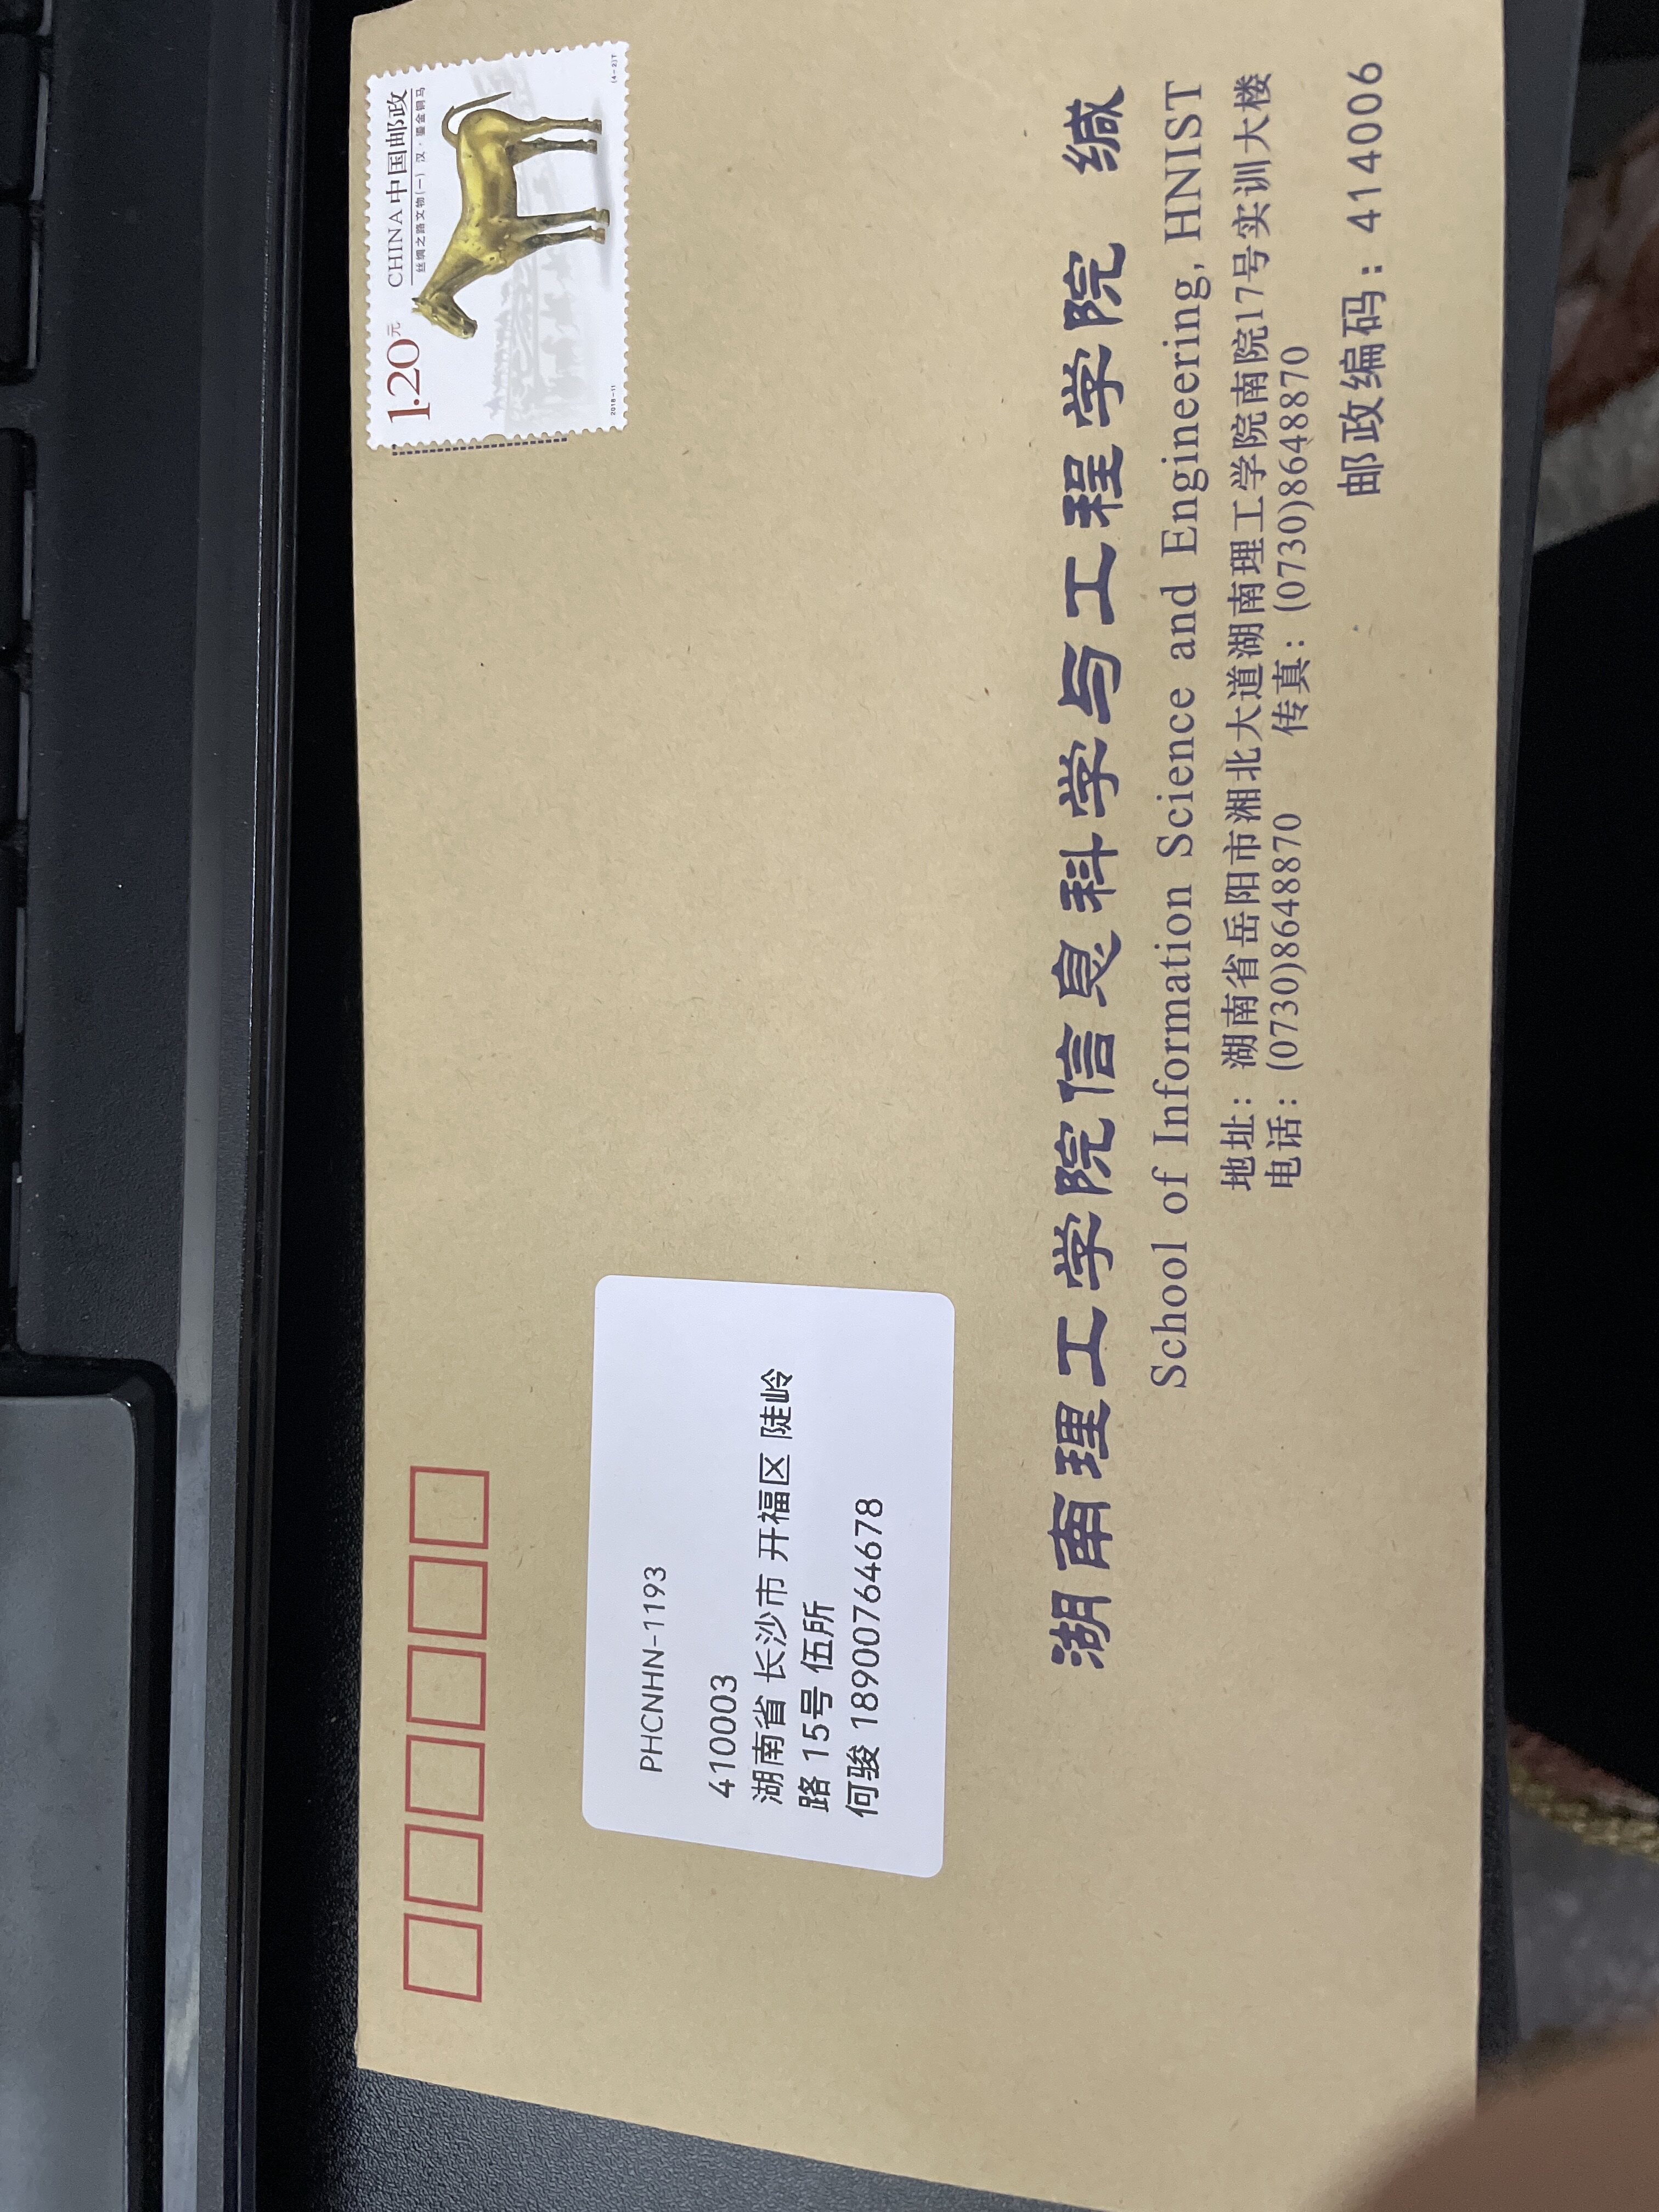 1.20元
CHINA 中国邮政
丝绸之路文物(一) 汉·鎏金铜马
2018-11
(4-2)T
PHCNHN-1193
410003
湖南省 长沙市 开福区 陡岭
路 15号 伍所
何骏 18900764678
湖南理工学院信息科学与工程学院 缄
School of Information Science and Engineering, HNIST
地址: 湖南省岳阳市湘北大道湖南理工学院南院17号实训大楼
电话: (0730)8648870 传真: (0730)8648870
邮政编码: 414006